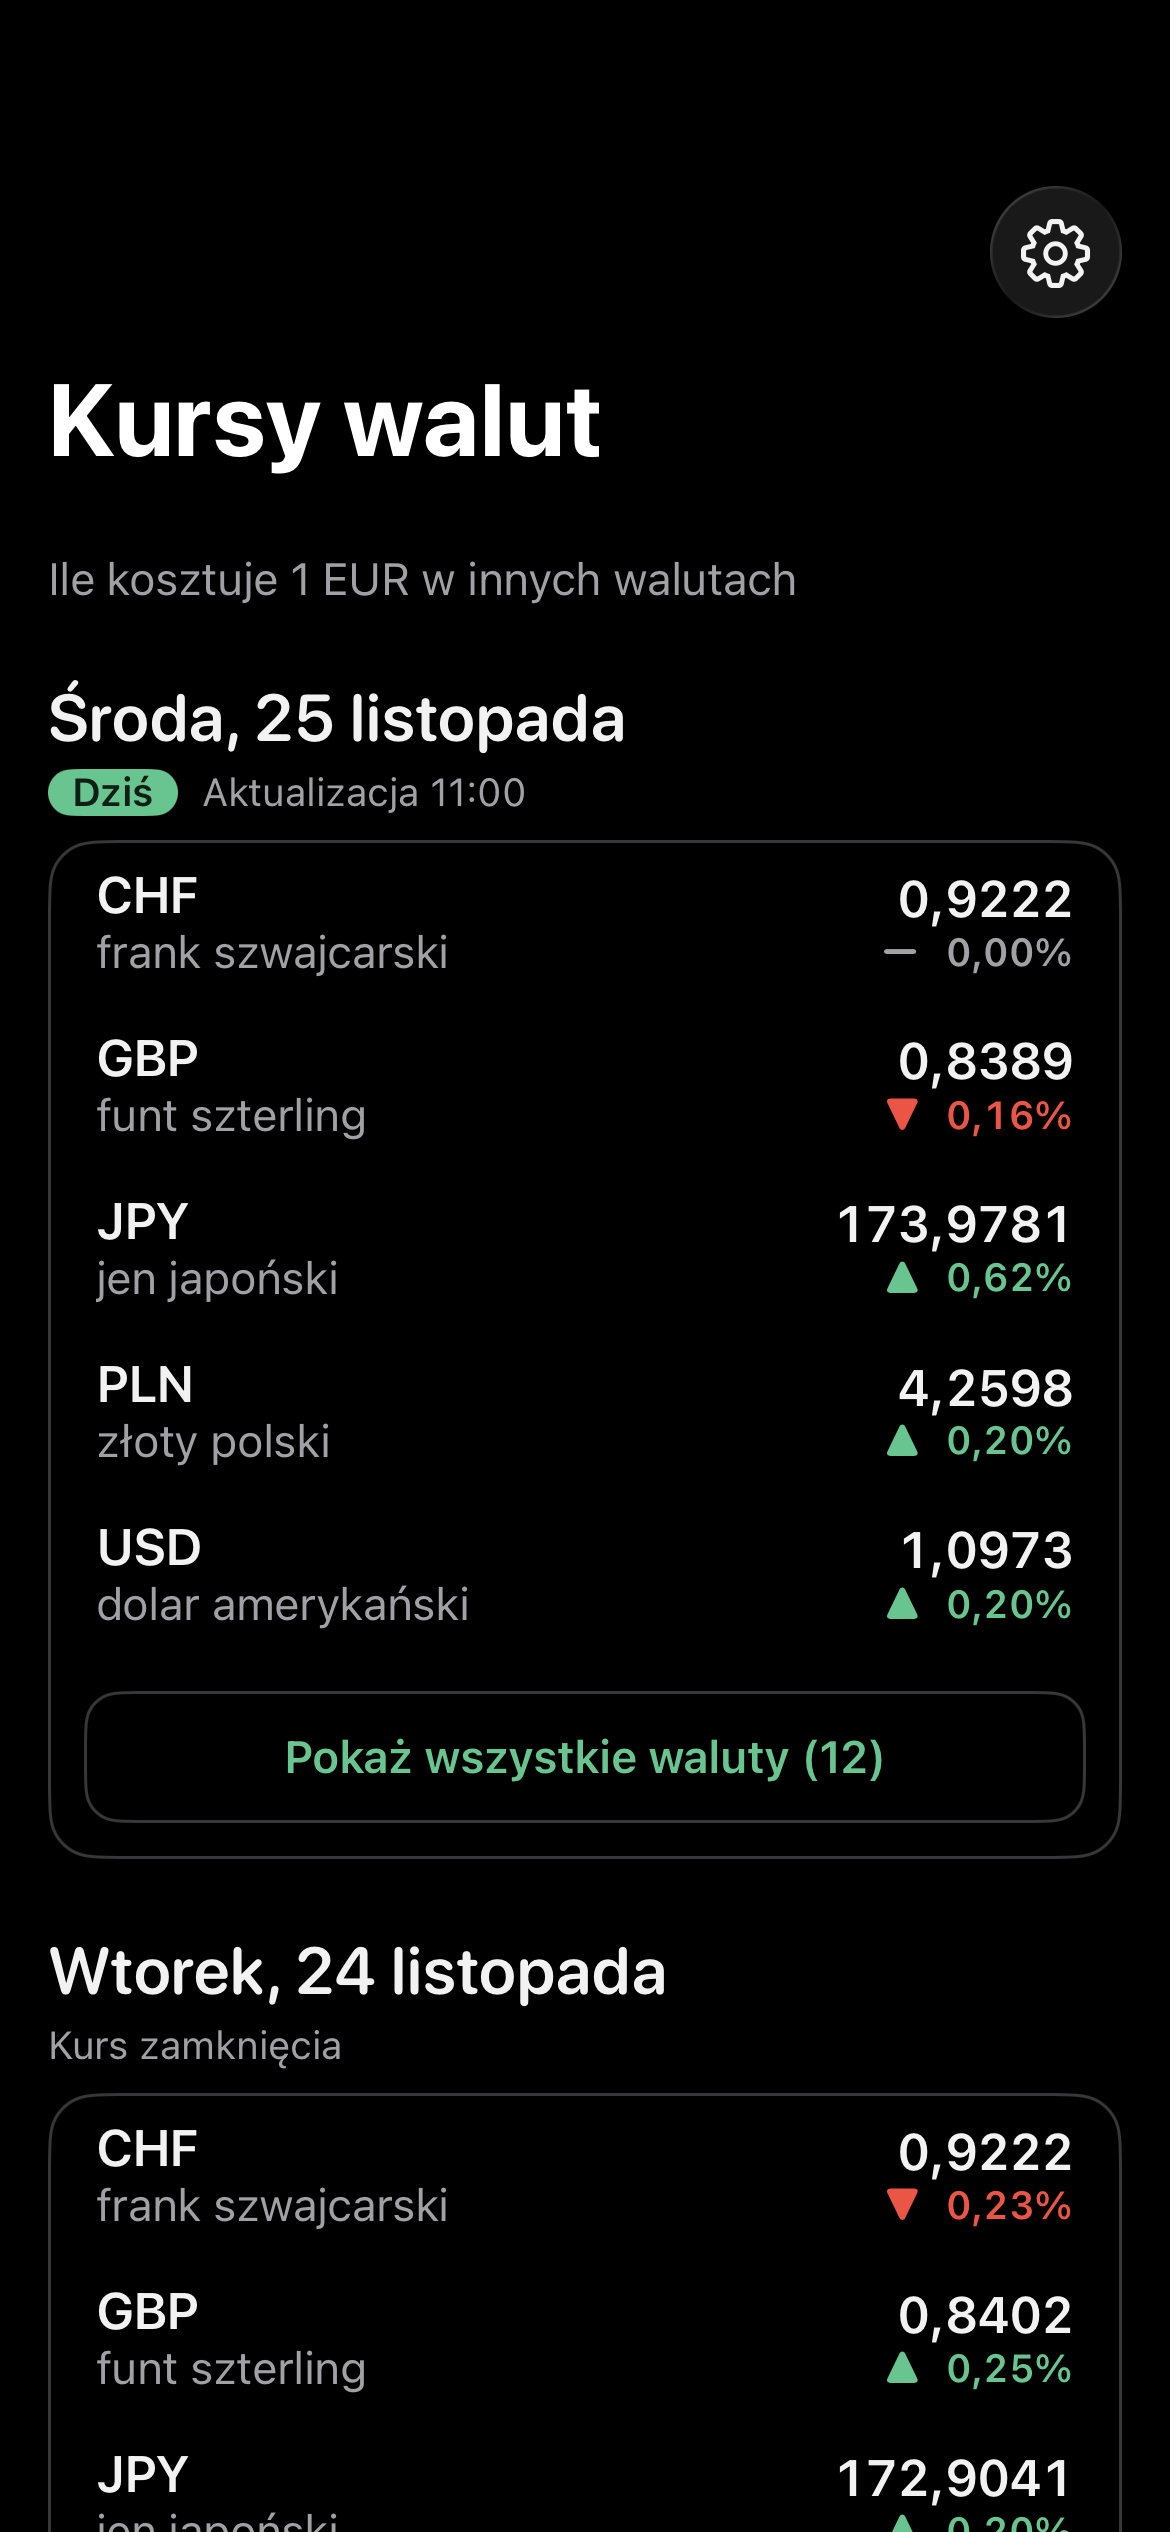 Kursy walut
Ile kosztuje 1 EUR w innych walutach
Środa, 25 listopada
Dziś Aktualizacja 11:00
CHF 0,9222
frank szwajcarski 0,00%
GBP 0,8389
funt szterling 0,16%
JPY 173,9781
jen japoński 0,62%
PLN 4,2598
złoty polski 0,20%
USD 1,0973
dolar amerykański 0,20%
Pokaż wszystkie waluty (12)
Wtorek, 24 listopada
Kurs zamknięcia
CHF 0,9222
frank szwajcarski 0,23%
GBP 0,8402
funt szterling 0,25%
JPY 172,9041
jen japoński 0,20%